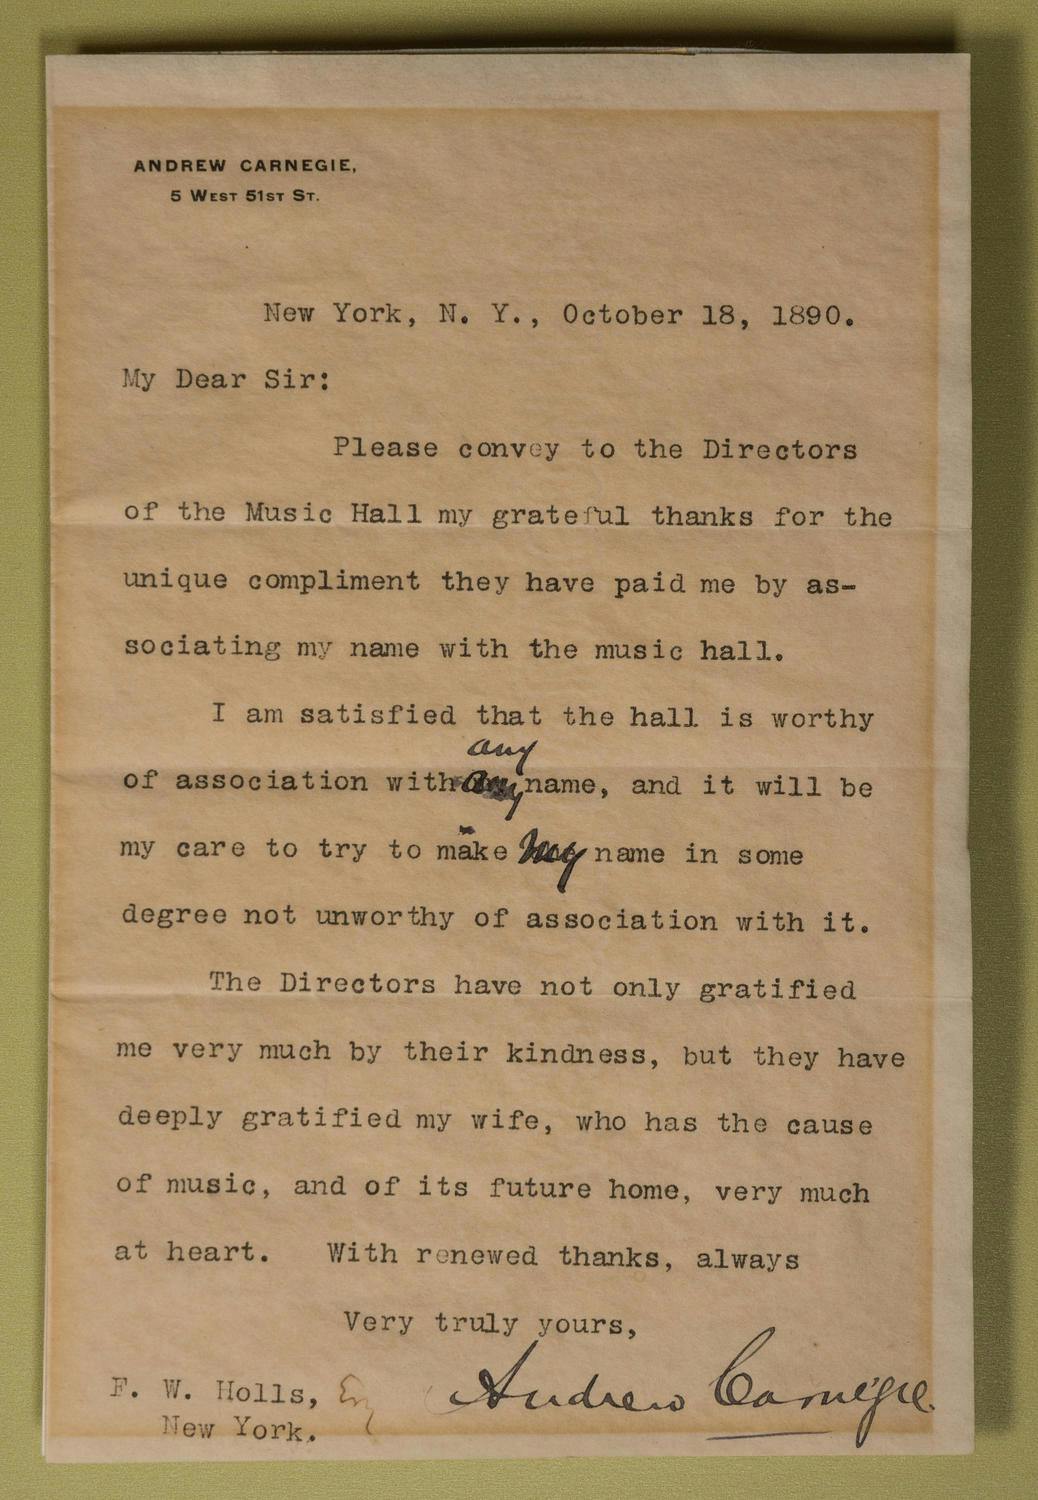 ANDREW CARNEGIE,
5 WEST 51ST ST.
New York, N. Y., October 18, 1890.
My Dear Sir:
Please convey to the Directors
of the Music Hall my grateful thanks for the
unique compliment they have paid me by as-
sociating my name with the music hall.
I am satisfied that the hall is worthy
any
of association with any name, and it will be
my care to try to make my name in some
degree not unworthy of association with it.
The Directors have not only gratified
me very much by their kindness, but they have
deeply gratified my wife, who has the cause
of music, and of its future home, very much
at heart. With renewed thanks, always
Very truly yours,
Andrew Carnegie.
F. W. Holls, Esq
New York.